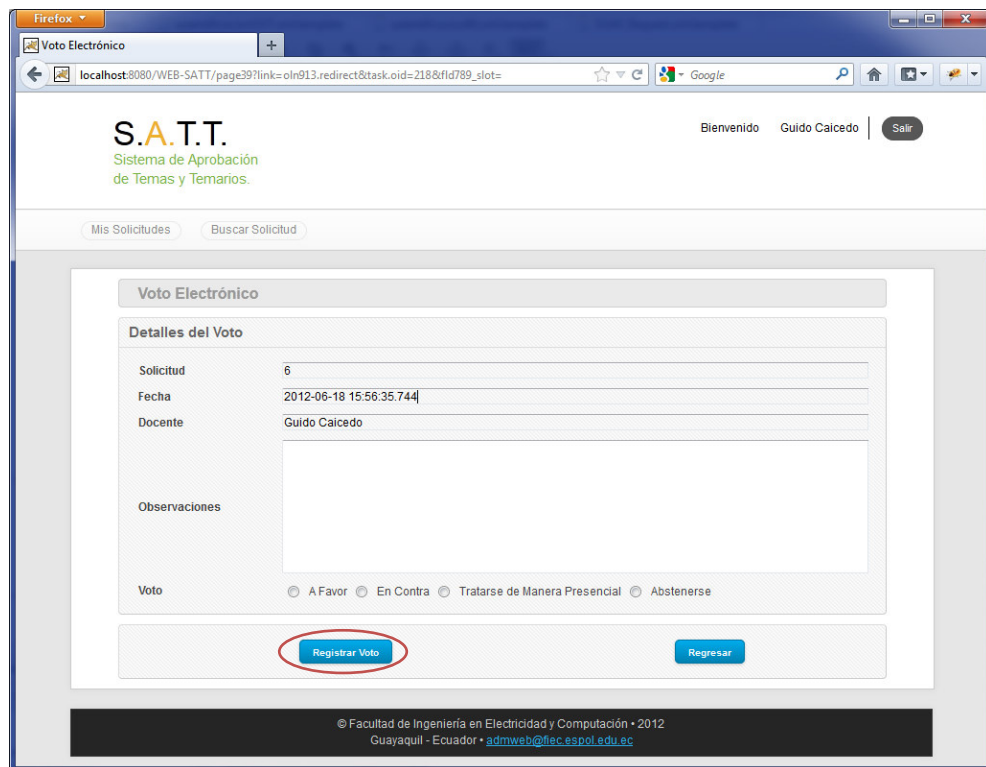 Firefox
Voto Electrónico
localhost:8080/WEB-SATT/page39?link=oln913.redirect&task.oid=218&fld789_slot=
Google
S.A.T.T.
Sistema de Aprobación
de Temas y Temarios.
Bienvenido Guido Caicedo Salir
Mis Solicitudes Buscar Solicitud
Voto Electrónico
Detalles del Voto
Solicitud 6
Fecha 2012-06-18 15:56:35.744
Docente Guido Caicedo
Observaciones
Voto A Favor En Contra Tratarse de Manera Presencial Abstenerse
Registrar Voto Regresar
© Facultad de Ingeniería en Electricidad y Computación • 2012
Guayaquil - Ecuador • admweb@fiec.espol.edu.ec